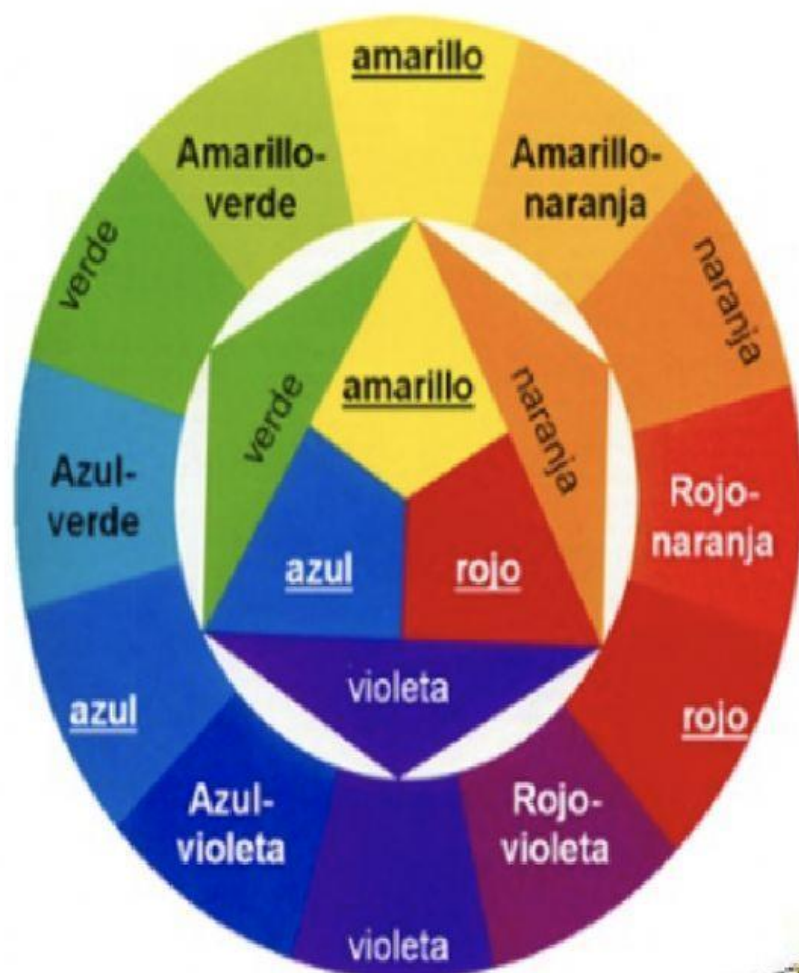 amarillo
Amarillo-
verde
Amarillo-
naranja
verde
naranja
amarillo
verde
naranja
Azul-
verde
Rojo-
naranja
azul
rojo
violeta
azul
rojo
Azul-
violeta
Rojo-
violeta
violeta